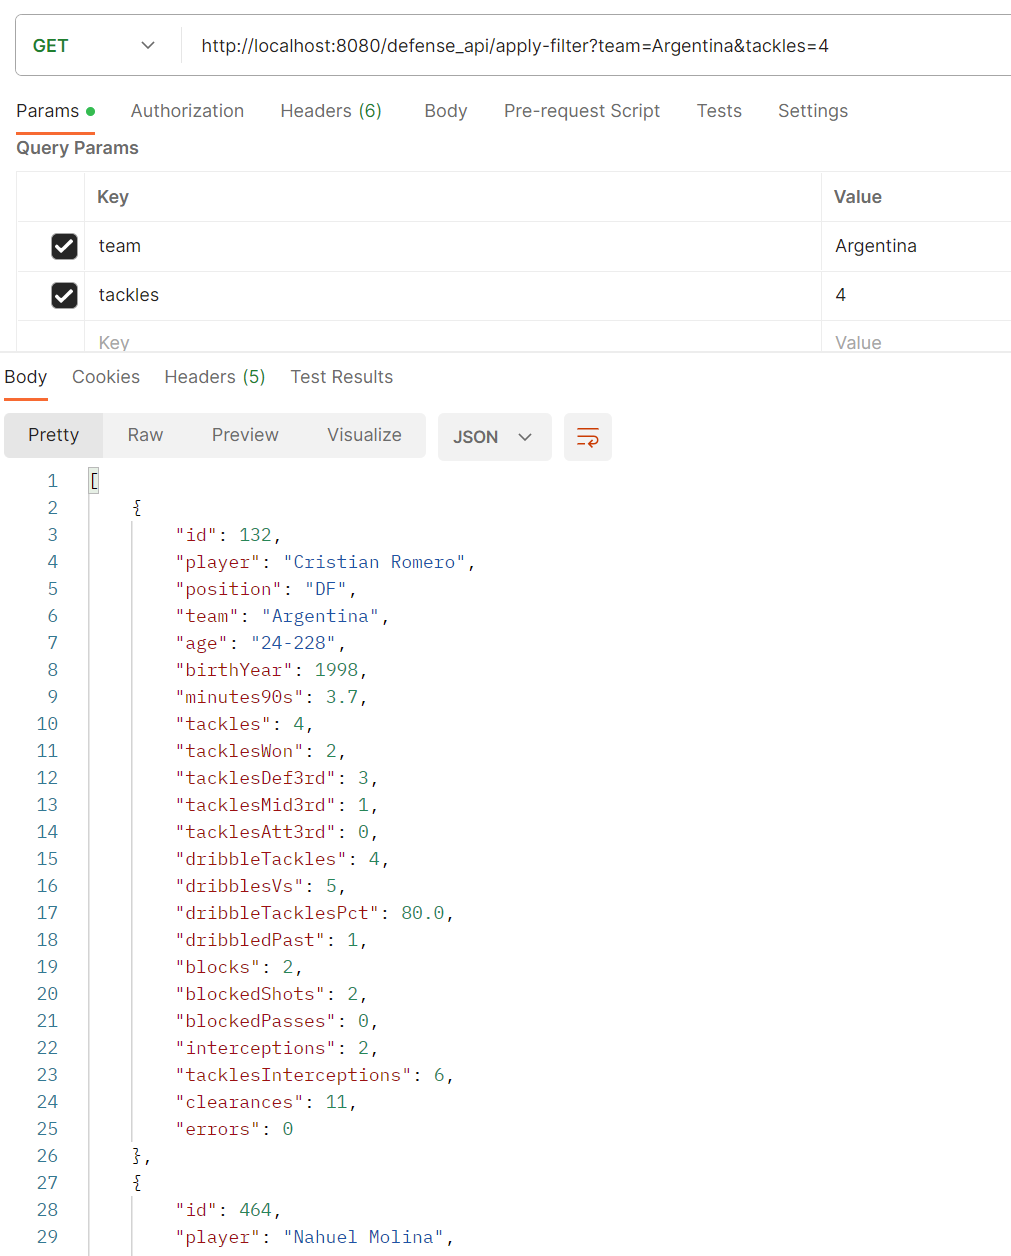 GET http://localhost:8080/defense_api/apply-filter?team=Argentina&tackles=4
Params Authorization Headers (6) Body Pre-request Script Tests Settings
Query Params
Key Value
team Argentina
tackles 4
Key Value
Body Cookies Headers (5) Test Results
Pretty Raw Preview Visualize JSON
1 [
2 {
3 "id": 132,
4 "player": "Cristian Romero",
5 "position": "DF",
6 "team": "Argentina",
7 "age": "24-228",
8 "birthYear": 1998,
9 "minutes90s": 3.7,
10 "tackles": 4,
11 "tacklesWon": 2,
12 "tacklesDef3rd": 3,
13 "tacklesMid3rd": 1,
14 "tacklesAtt3rd": 0,
15 "dribbleTackles": 4,
16 "dribblesVs": 5,
17 "dribbleTacklesPct": 80.0,
18 "dribbledPast": 1,
19 "blocks": 2,
20 "blockedShots": 2,
21 "blockedPasses": 0,
22 "interceptions": 2,
23 "tacklesInterceptions": 6,
24 "clearances": 11,
25 "errors": 0
26 },
27 {
28 "id": 464,
29 "player": "Nahuel Molina",